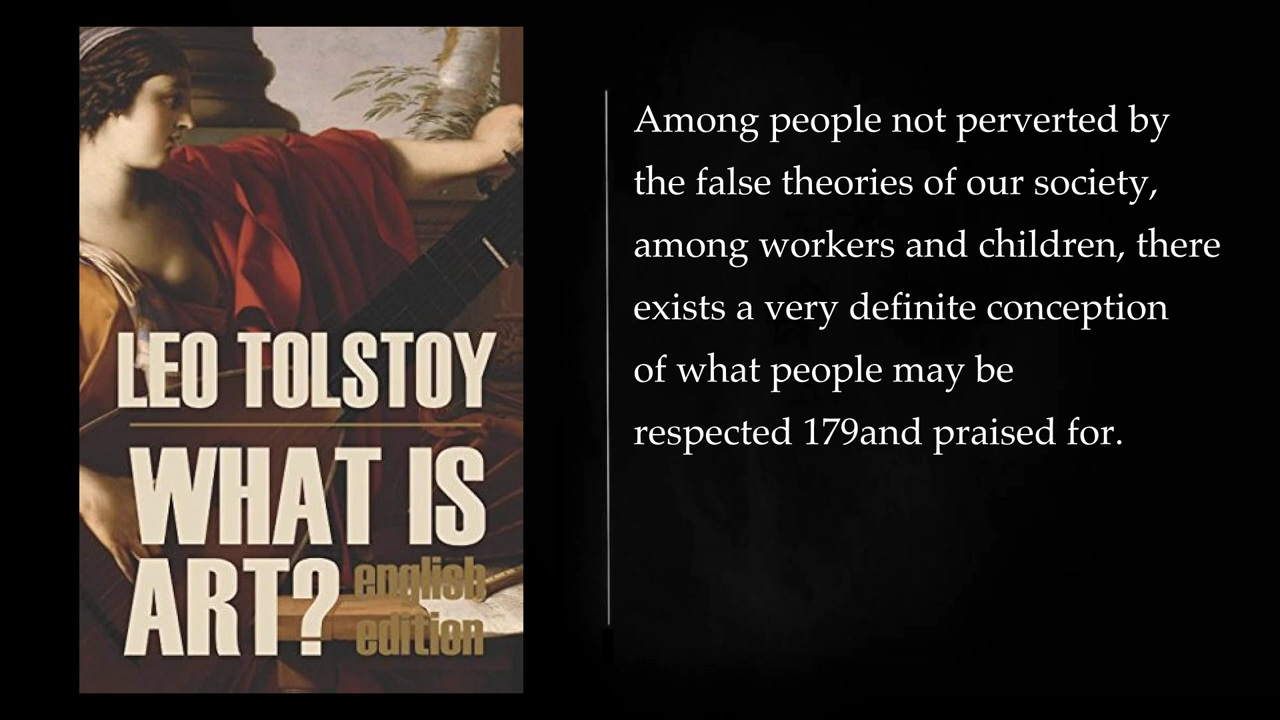 LEO TOLSTOY
WHAT IS
ART?
english
edition
Among people not perverted by
the false theories of our society,
among workers and children, there
exists a very definite conception
of what people may be
respected 179and praised for.